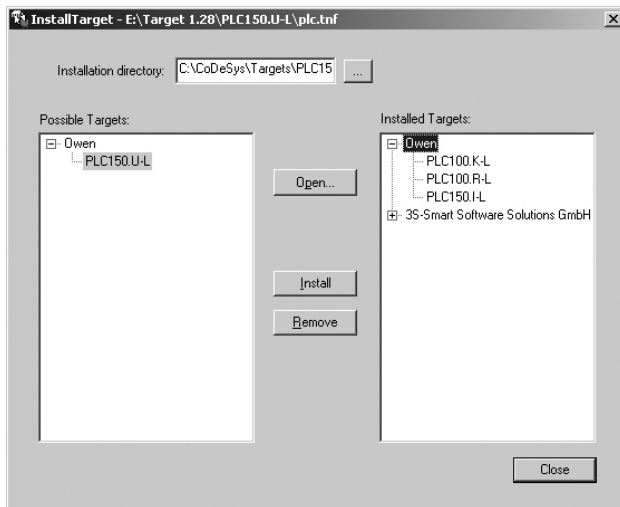 InstallTarget - E:\Target 1.28\PLC150.U-L\plc.tnf
Installation directory: C:\CoDeSys\Targets\PLC15 ...
Possible Targets:
Owen
PLC150.U-L
Open...
Install
Remove
Installed Targets:
Owen
PLC100.K-L
PLC100.R-L
PLC150.I-L
3S-Smart Software Solutions GmbH
Close